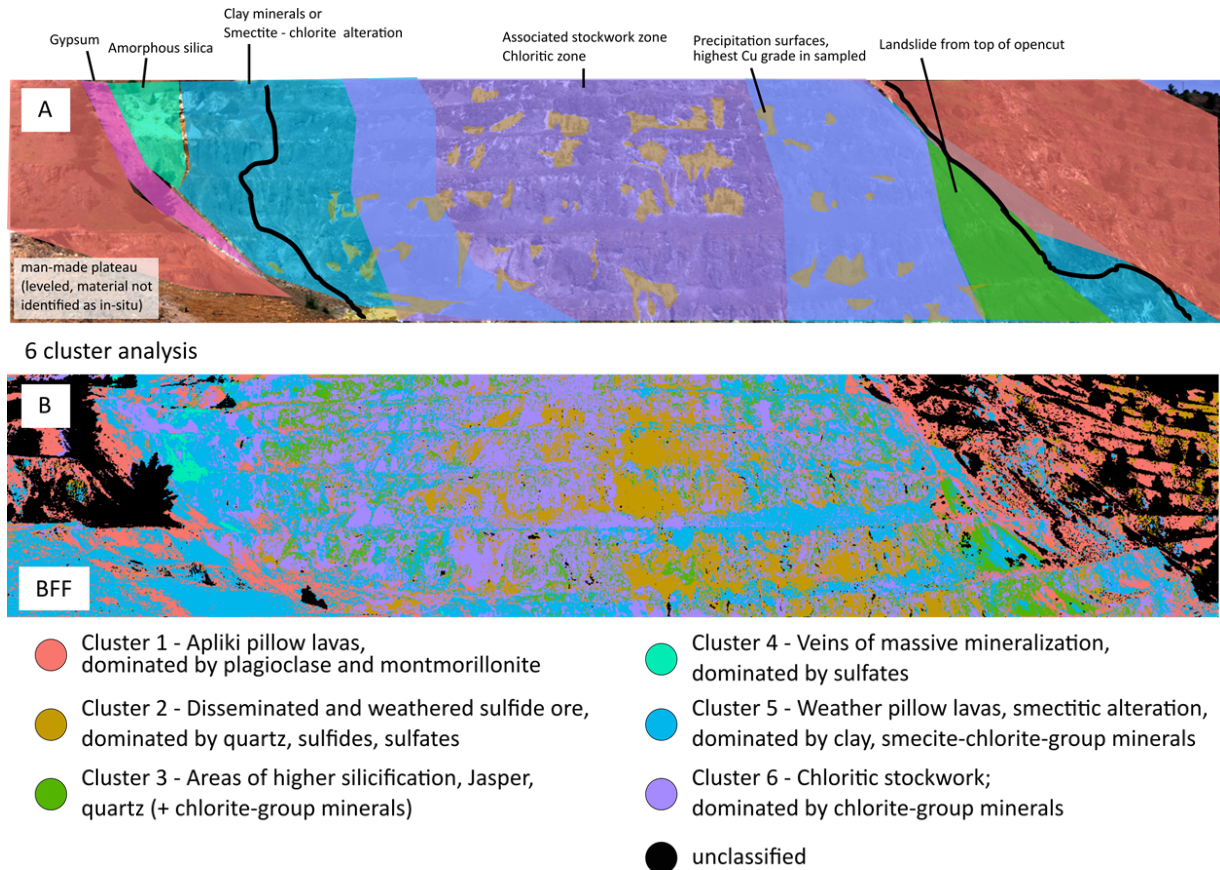 Clay minerals or
Smectite - chlorite alteration
Gypsum
Amorphous silica
Associated stockwork zone
Chloritic zone
Precipitation surfaces,
highest Cu grade in sampled
Landslide from top of opencut
A
man-made plateau
(leveled, material not
identified as in-situ)
6 cluster analysis
B
BFF
Cluster 1 - Apliki pillow lavas,
dominated by plagioclase and montmorillonite
Cluster 2 - Disseminated and weathered sulfide ore,
dominated by quartz, sulfides, sulfates
Cluster 3 - Areas of higher silicification, Jasper,
quartz (+ chlorite-group minerals)
Cluster 4 - Veins of massive mineralization,
dominated by sulfates
Cluster 5 - Weather pillow lavas, smectitic alteration,
dominated by clay, smecite-chlorite-group minerals
Cluster 6 - Chloritic stockwork;
dominated by chlorite-group minerals
unclassified